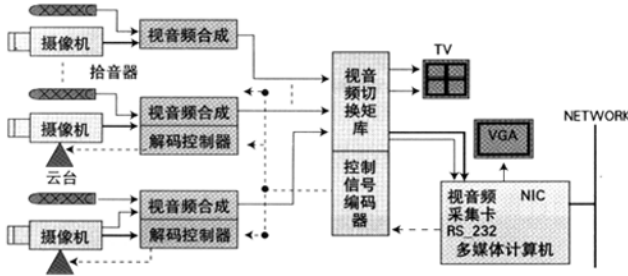 摄像机
视音频合成
拾音器
摄像机
视音频合成
解码控制器
云台
摄像机
视音频合成
解码控制器
视音
频切
换矩
库
控制
信号
编码
器
TV
VGA
NETWORK
视音频
采集卡
NIC
RS_232
多媒体计算机